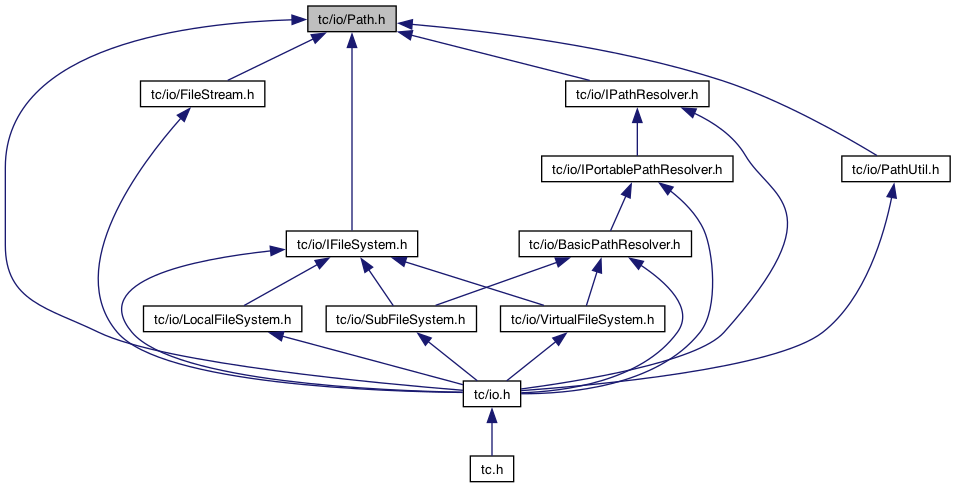 tc/io/Path.h
tc/io/FileStream.h
tc/io/IPathResolver.h
tc/io/IPortablePathResolver.h
tc/io/PathUtil.h
tc/io/IFileSystem.h
tc/io/BasicPathResolver.h
tc/io/LocalFileSystem.h
tc/io/SubFileSystem.h
tc/io/VirtualFileSystem.h
tc/io.h
tc.h